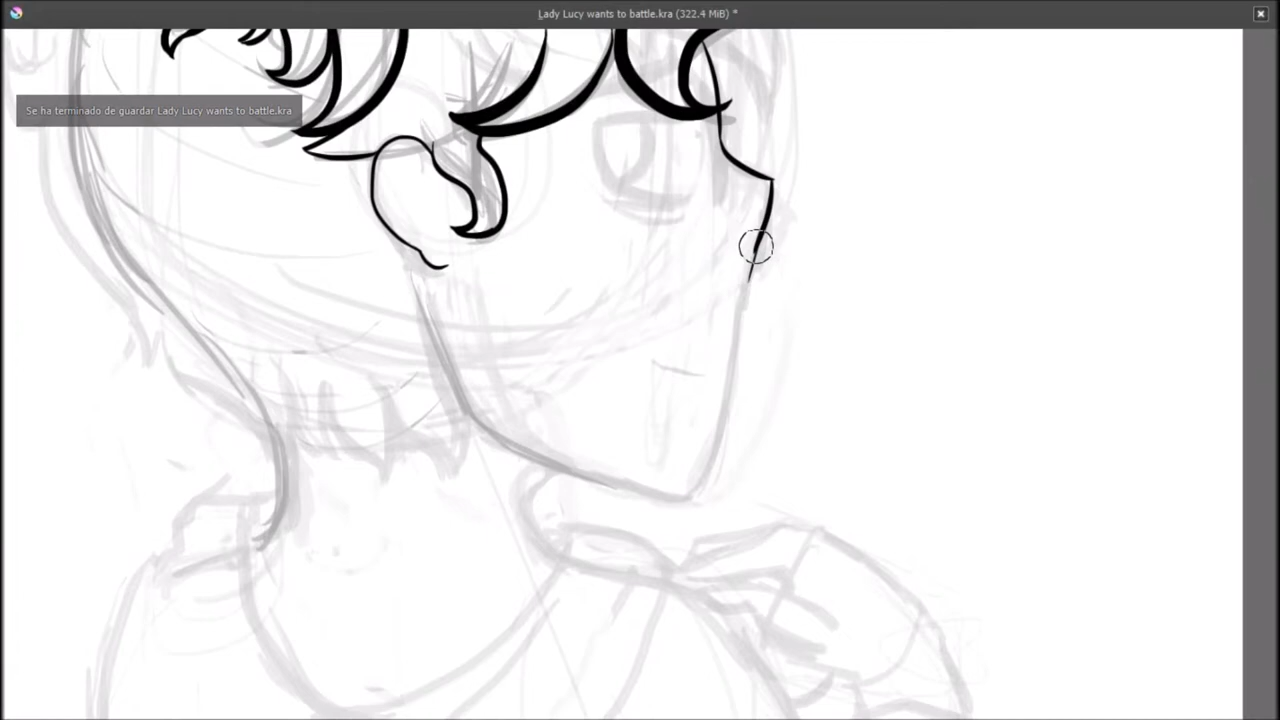 Lady Lucy wants to battle.kra (322.4 MiB) *
Se ha terminado de guardar Lady Lucy wants to battle.kra